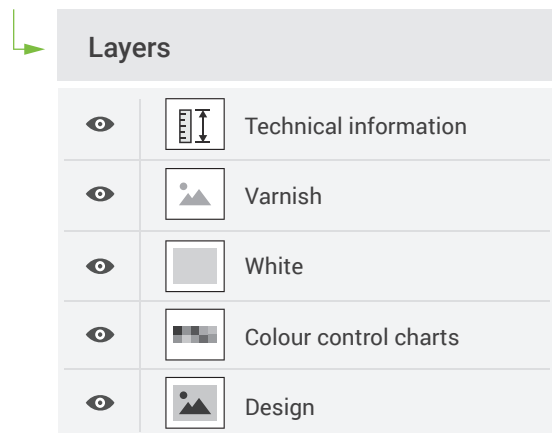 Layers
Technical information
Varnish
White
Colour control charts
Design